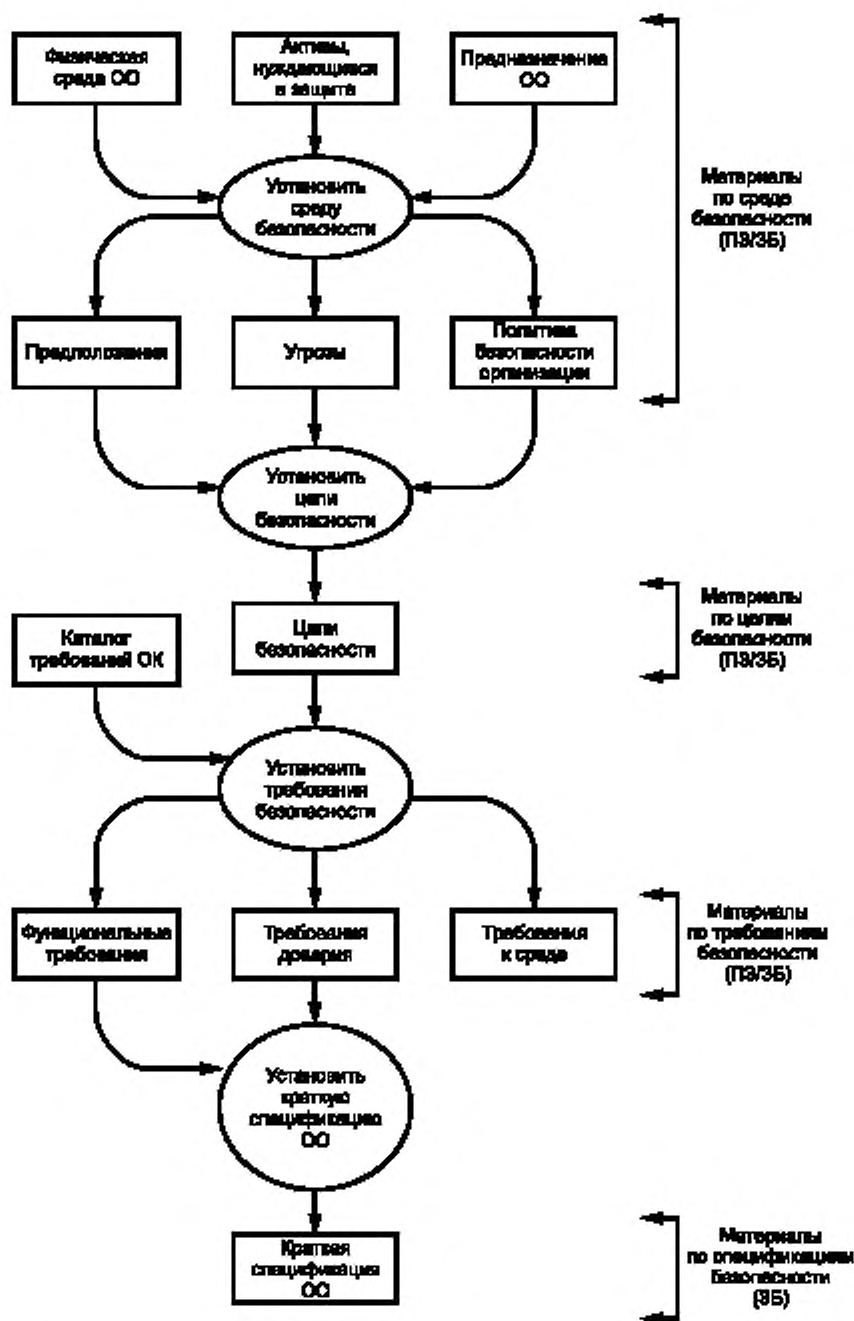 Физическая
среда ОО
Активы,
нуждающиеся
в защите
Предназначение
ОО
Установить
среду
безопасности
Материалы
по среде
безопасности
(ПЗ/ЗБ)
Предположения
Угрозы
Политика
безопасности
организации
Установить
цели
безопасности
Каталог
требований ОК
Цели
безопасности
Материалы
по целям
безопасности
(ПЗ/ЗБ)
Установить
требования
безопасности
Функциональные
требования
Требования
доверия
Требования
к среде
Материалы
по требованиям
безопасности
(ПЗ/ЗБ)
Установить
краткую
спецификацию
ОО
Краткая
спецификация
ОО
Материалы
по спецификациям
безопасности
(ЗБ)